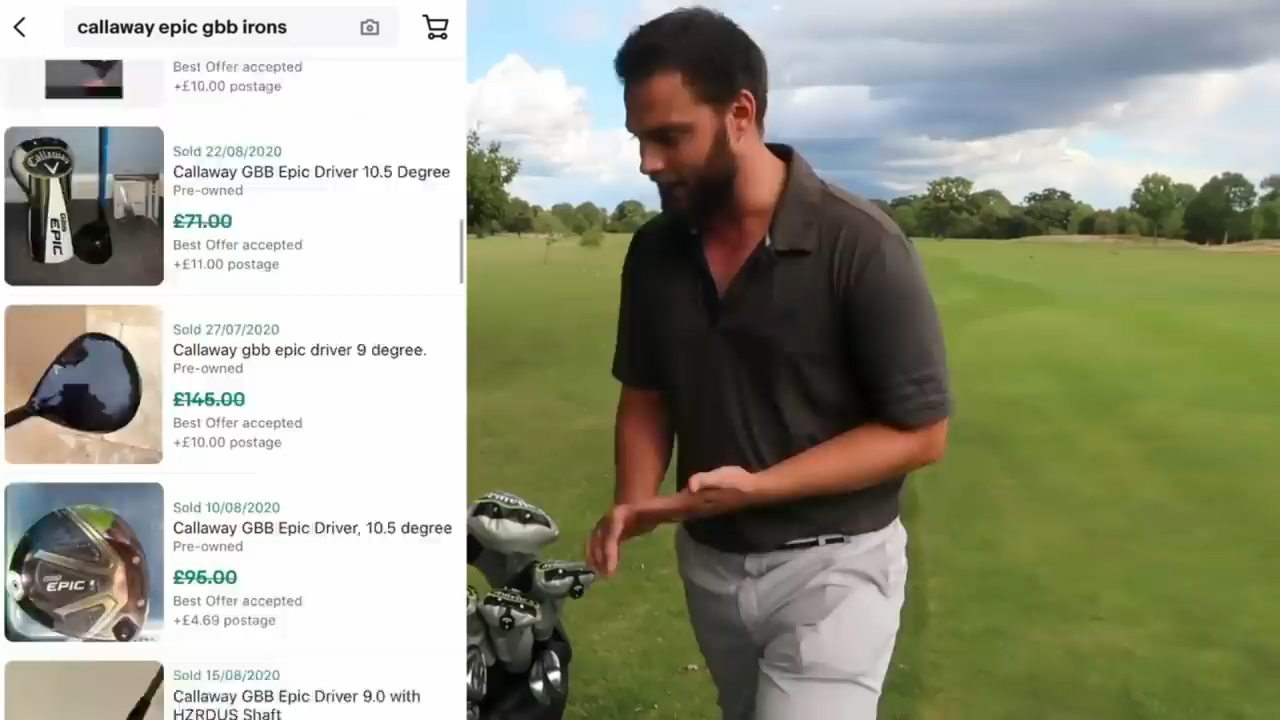 callaway epic gbb irons
Best Offer accepted
+£10.00 postage
Sold 22/08/2020
Callaway GBB Epic Driver 10.5 Degree
Pre-owned
£71.00
Best Offer accepted
+£11.00 postage
Callaway
GBB
EPIC
Sold 27/07/2020
Callaway gbb epic driver 9 degree.
Pre-owned
£145.00
Best Offer accepted
+£10.00 postage
Sold 10/08/2020
Callaway GBB Epic Driver, 10.5 degree
Pre-owned
£95.00
Best Offer accepted
+£4.69 postage
EPIC
Sold 15/08/2020
Callaway GBB Epic Driver 9.0 with
HZRDUS Shaft